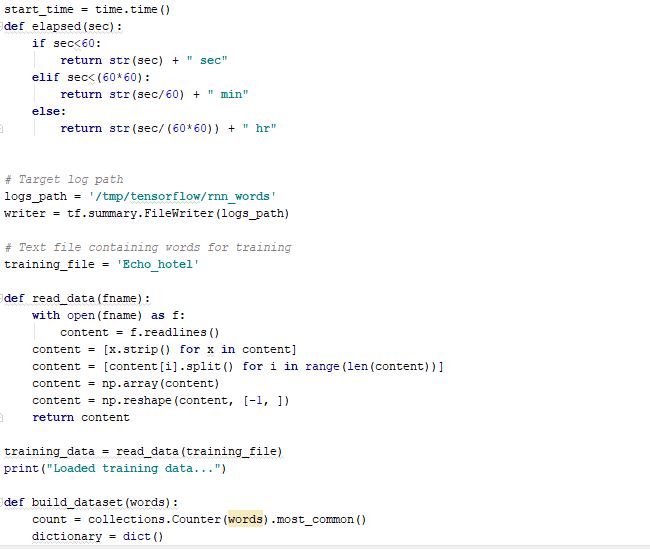 start_time = time.time()
def elapsed(sec):
    if sec<60:
        return str(sec) + " sec"
    elif sec<(60*60):
        return str(sec/60) + " min"
    else:
        return str(sec/(60*60)) + " hr"
# Target log path
logs_path = '/tmp/tensorflow/rnn_words'
writer = tf.summary.FileWriter(logs_path)
# Text file containing words for training
training_file = 'Echo_hotel'
def read_data(fname):
    with open(fname) as f:
        content = f.readlines()
    content = [x.strip() for x in content]
    content = [content[i].split() for i in range(len(content))]
    content = np.array(content)
    content = np.reshape(content, [-1, ])
    return content
training_data = read_data(training_file)
print("Loaded training data...")
def build_dataset(words):
    count = collections.Counter(words).most_common()
    dictionary = dict()